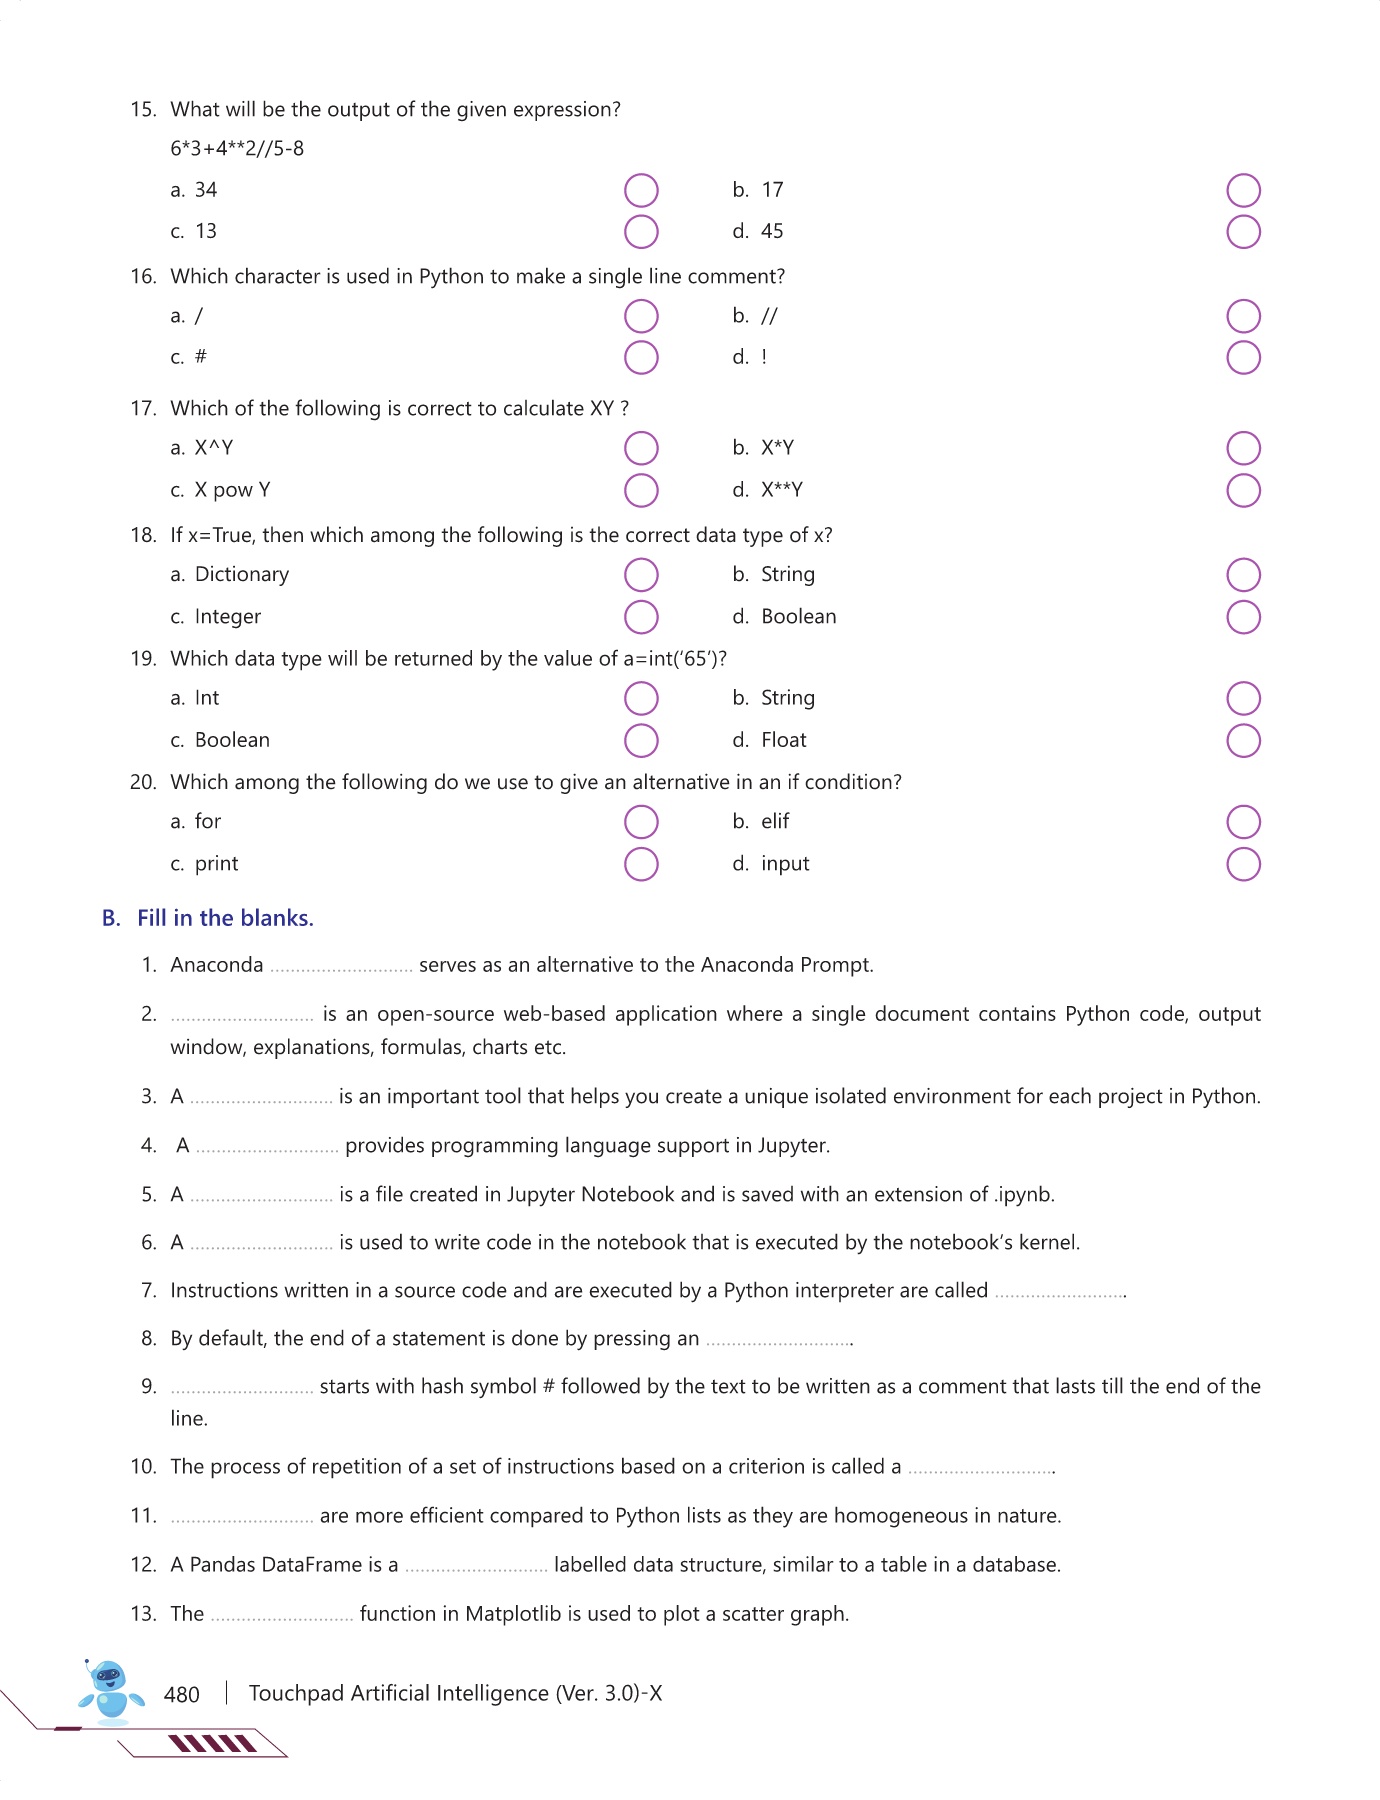 15. What will be the output of the given expression?
6*3+4**2//5-8
a. 34 b. 17
c. 13 d. 45
16. Which character is used in Python to make a single line comment?
a. / b. //
c. # d. !
17. Which of the following is correct to calculate XY ?
a. X^Y b. X*Y
c. X pow Y d. X**Y
18. If x=True, then which among the following is the correct data type of x?
a. Dictionary b. String
c. Integer d. Boolean
19. Which data type will be returned by the value of a=int('65')?
a. Int b. String
c. Boolean d. Float
20. Which among the following do we use to give an alternative in an if condition?
a. for b. elif
c. print d. input
B. Fill in the blanks.
1. Anaconda ............................ serves as an alternative to the Anaconda Prompt.
2. ............................ is an open-source web-based application where a single document contains Python code, output
window, explanations, formulas, charts etc.
3. A ............................ is an important tool that helps you create a unique isolated environment for each project in Python.
4. A ............................ provides programming language support in Jupyter.
5. A ............................ is a file created in Jupyter Notebook and is saved with an extension of .ipynb.
6. A ............................ is used to write code in the notebook that is executed by the notebook's kernel.
7. Instructions written in a source code and are executed by a Python interpreter are called ..........................
8. By default, the end of a statement is done by pressing an ............................
9. ............................ starts with hash symbol # followed by the text to be written as a comment that lasts till the end of the
line.
10. The process of repetition of a set of instructions based on a criterion is called a ............................
11. ............................ are more efficient compared to Python lists as they are homogeneous in nature.
12. A Pandas DataFrame is a ............................ labelled data structure, similar to a table in a database.
13. The ............................ function in Matplotlib is used to plot a scatter graph.
480 | Touchpad Artificial Intelligence (Ver. 3.0)-X